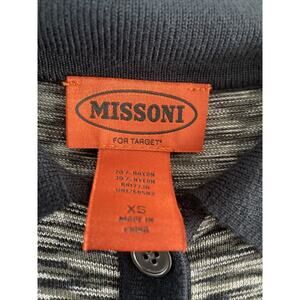 MISSONI
FOR TARGET®
70% RAYON
30% NYLON
XS
MADE IN
CHINA